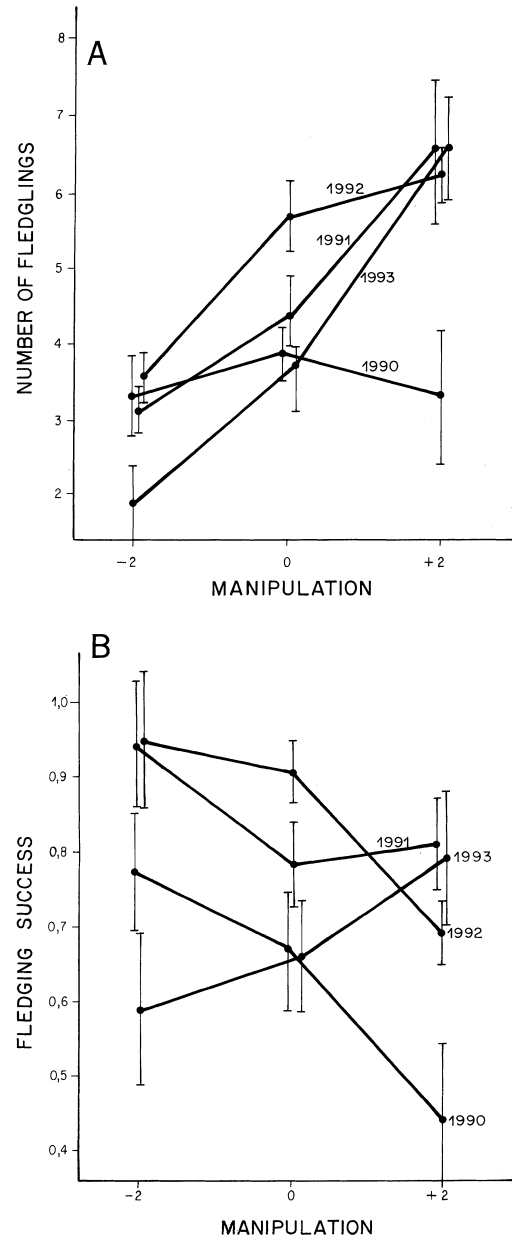 A
8
7
6
5
4
3
2
NUMBER OF FLEDGLINGS
1992
1991
1993
1990
−2 0 +2
MANIPULATION
B
1,0
0,9
0,8
0,7
0,6
0,5
0,4
FLEDGING SUCCESS
1991
1993
1992
1990
−2 0 +2
MANIPULATION